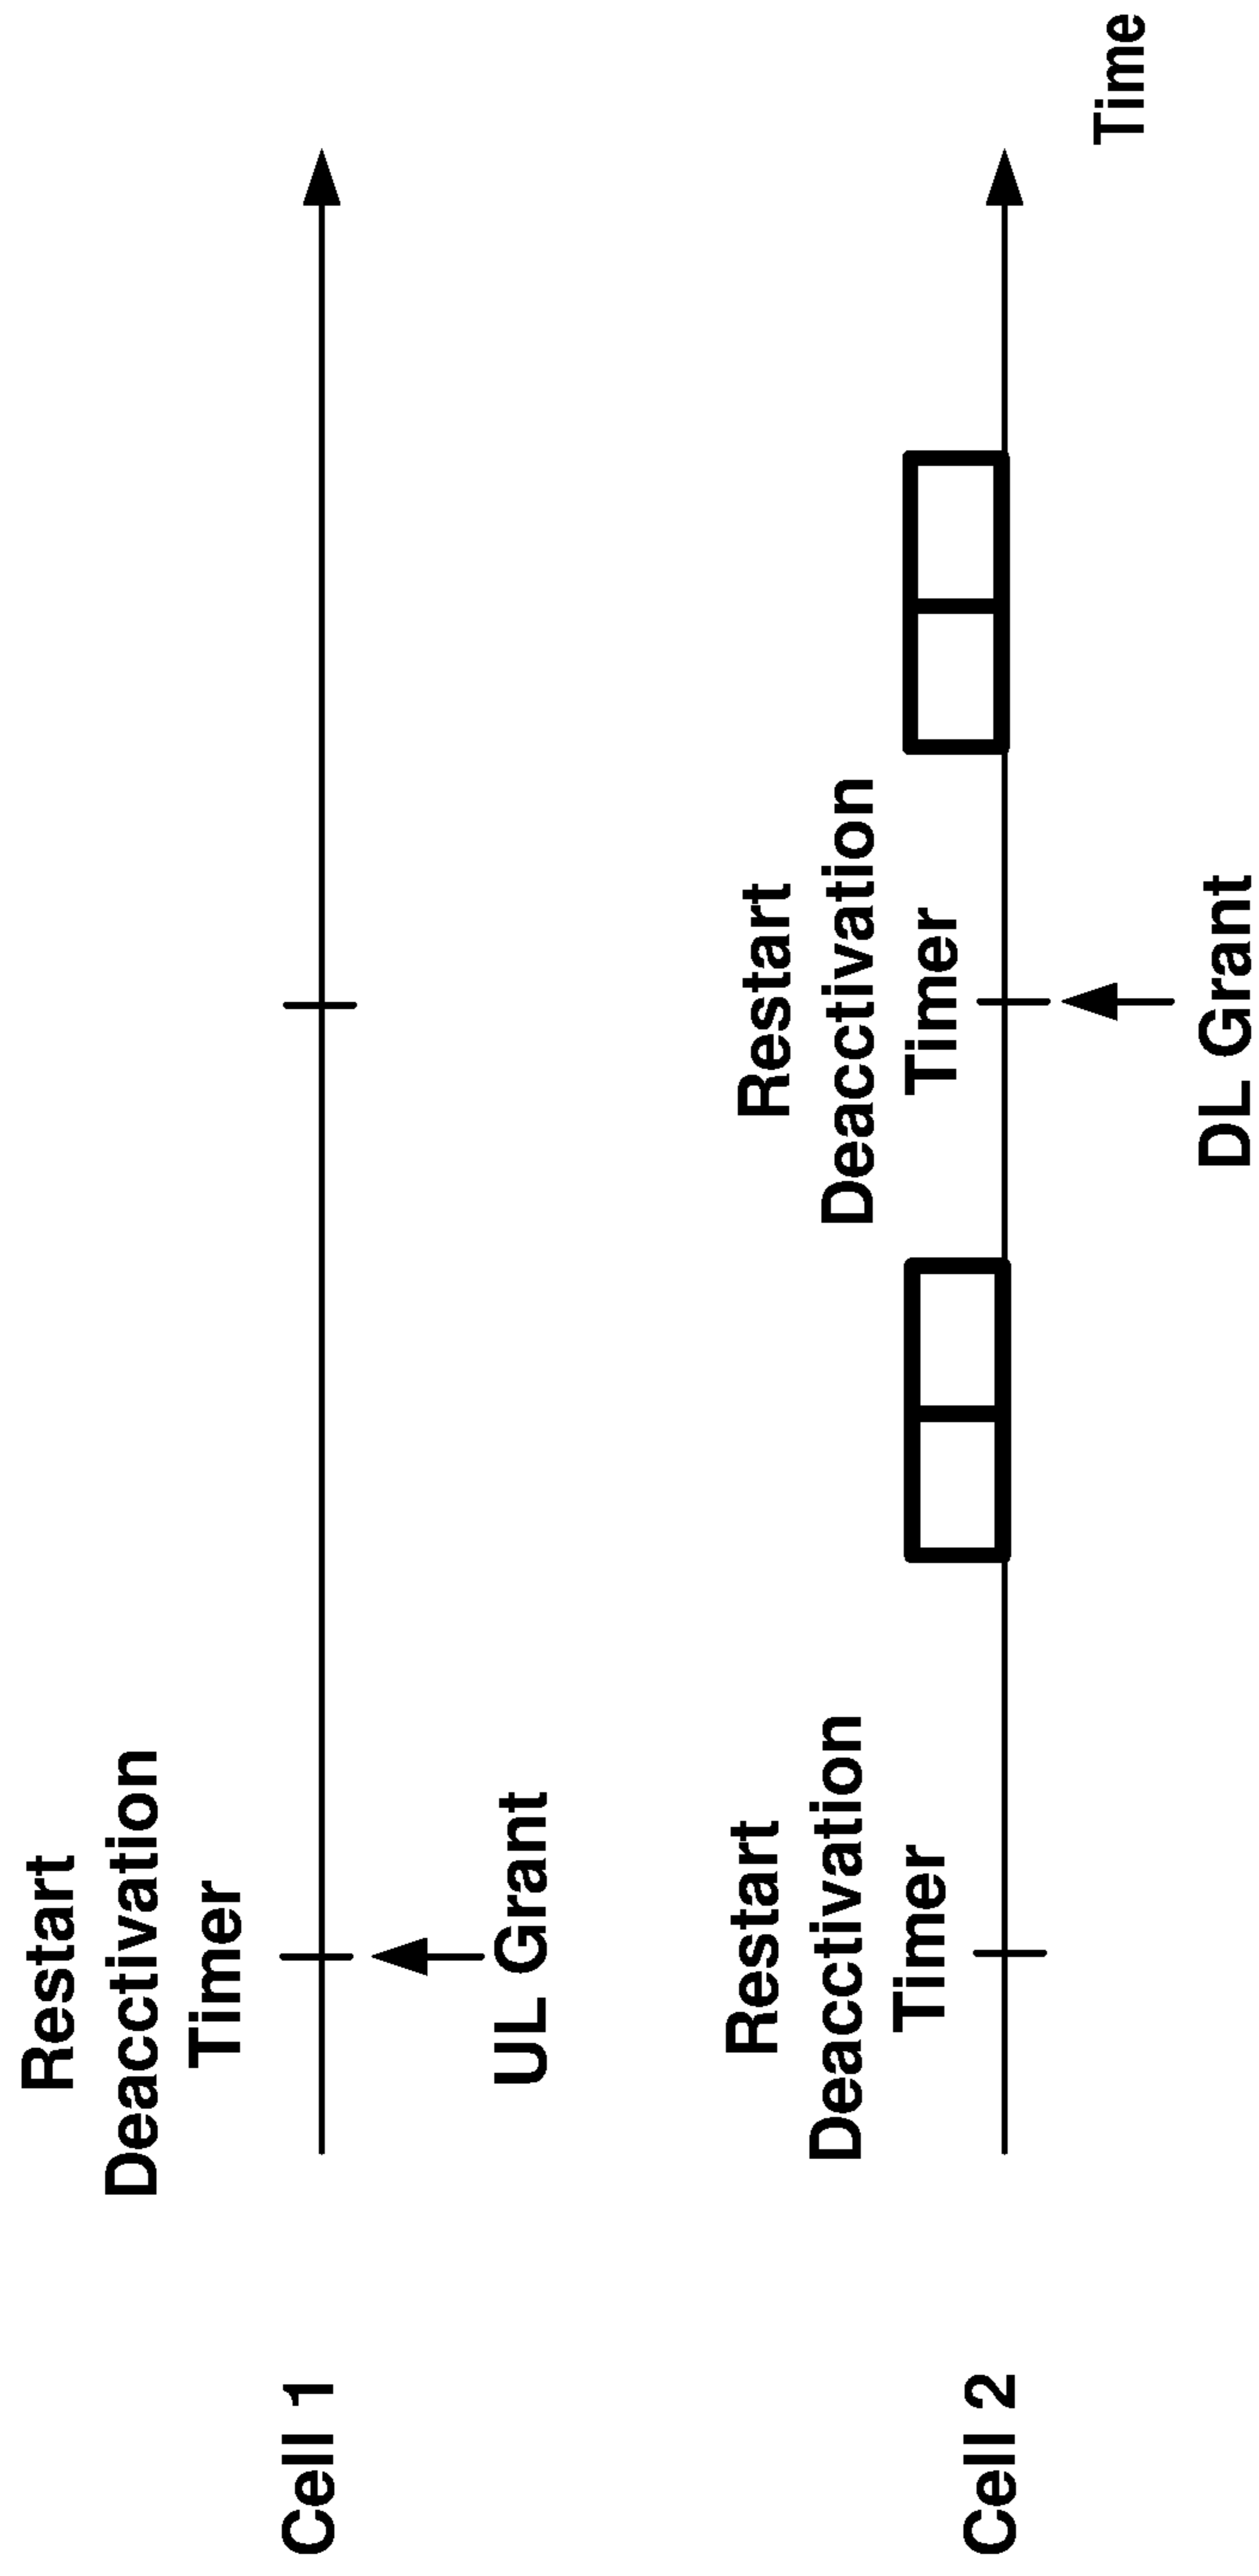 Restart
Deacctivation
Timer
Cell 1
UL Grant
Restart
Deacctivation
Timer
Restart
Deacctivation
Timer
Cell 2
DL Grant
Time